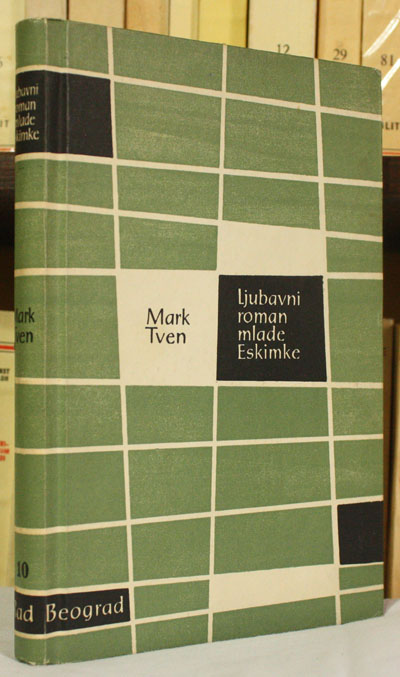 12
29
81
Ljubavni
roman
mlade
Eskimke
Mark
Tven
Mark
Tven
Ljubavni
roman
mlade
Eskimke
10
Beograd